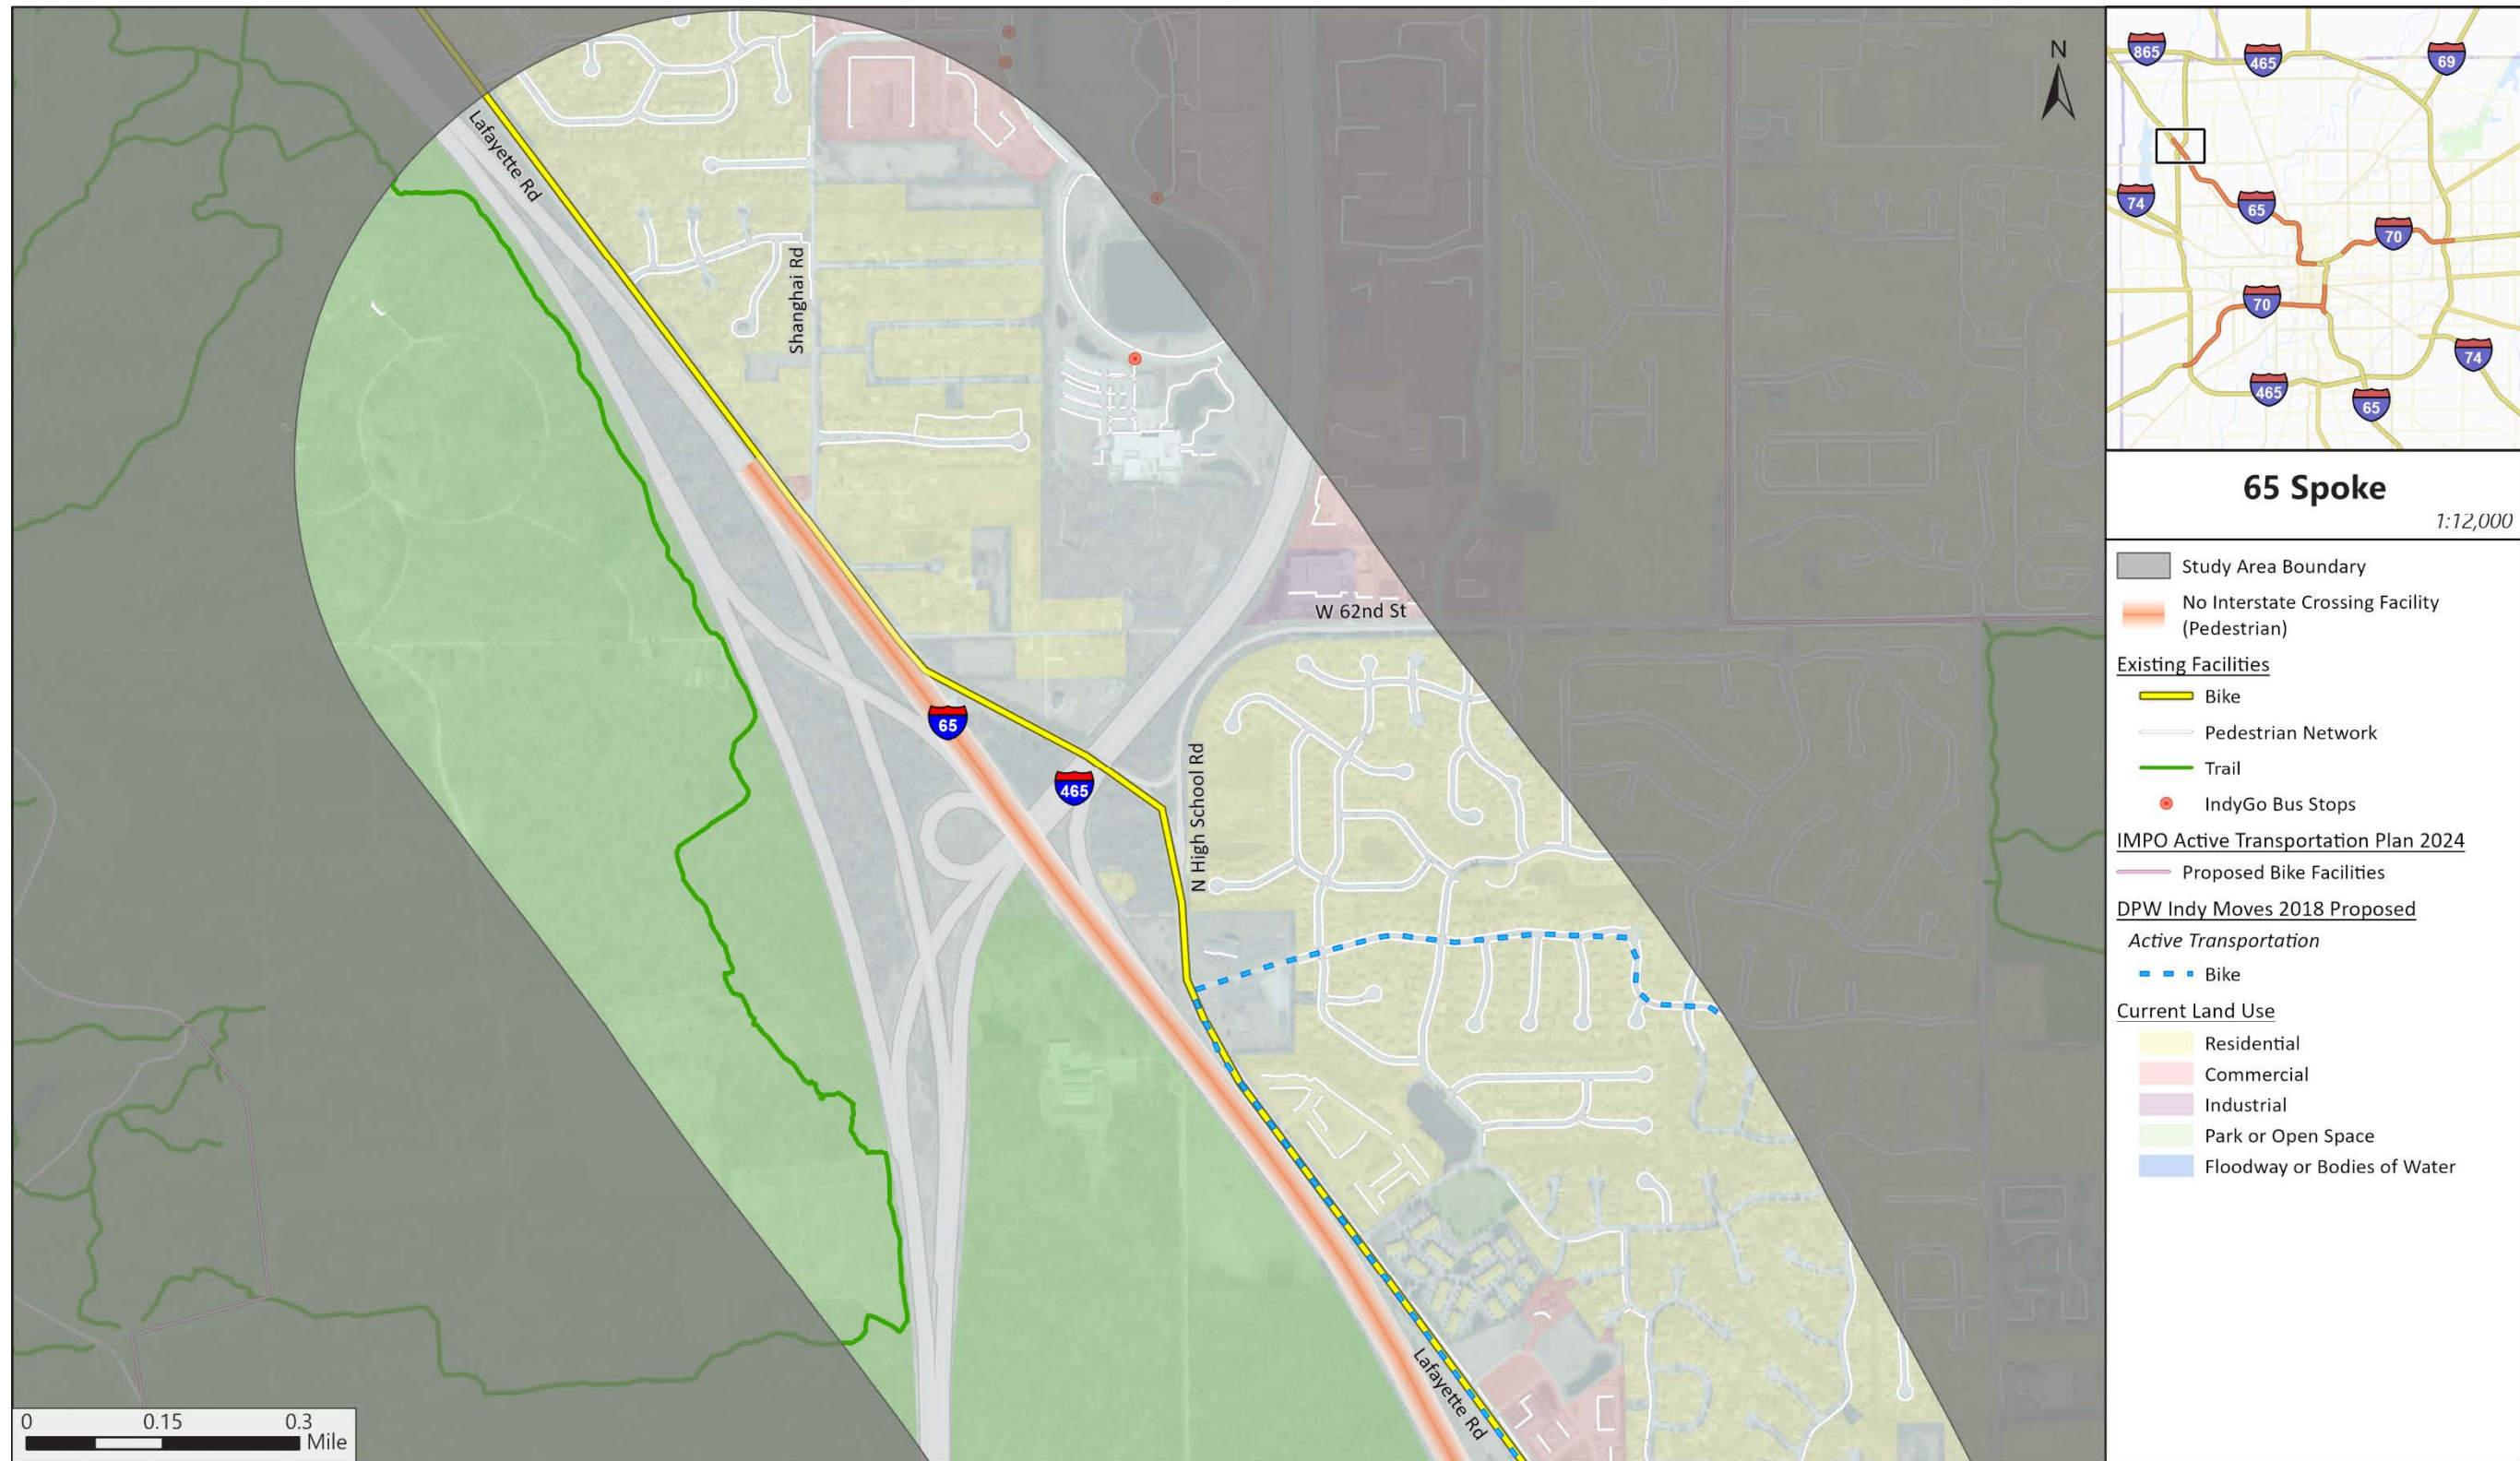 Lafayette Rd
Shanghai Rd
W 62nd St
65
465
N High School Rd
Lafayette Rd
N
0 0.15 0.3
Mile
865
465
69
74
65
70
70
74
465
65
65 Spoke
1:12,000
Study Area Boundary
No Interstate Crossing Facility
(Pedestrian)
Existing Facilities
Bike
Pedestrian Network
Trail
IndyGo Bus Stops
IMPO Active Transportation Plan 2024
Proposed Bike Facilities
DPW Indy Moves 2018 Proposed
Active Transportation
Bike
Current Land Use
Residential
Commercial
Industrial
Park or Open Space
Floodway or Bodies of Water